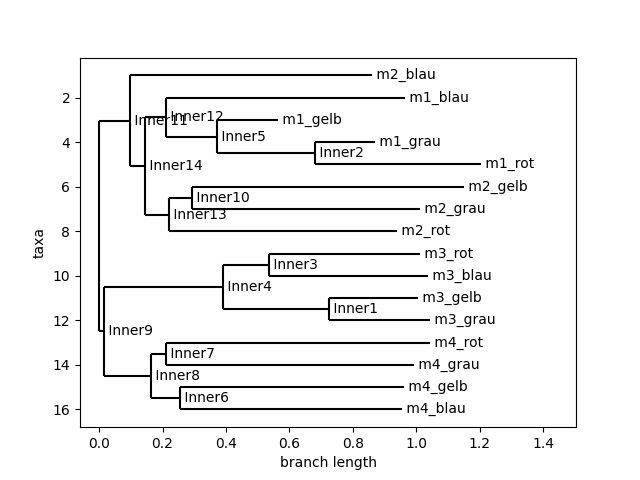 m2_blau
2 m1_blau
Inner12
Inner11 m1_gelb
Inner5
4 m1_grau
Inner2
m1_rot
Inner14
6 m2_gelb
Inner10
m2_grau
Inner13
8 m2_rot
taxa
m3_rot
Inner3
10 m3_blau
Inner4
m3_gelb
Inner1
12 m3_grau
Inner9
m4_rot
Inner7
14 m4_grau
Inner8
m4_gelb
Inner6
16 m4_blau
0.0 0.2 0.4 0.6 0.8 1.0 1.2 1.4
branch length